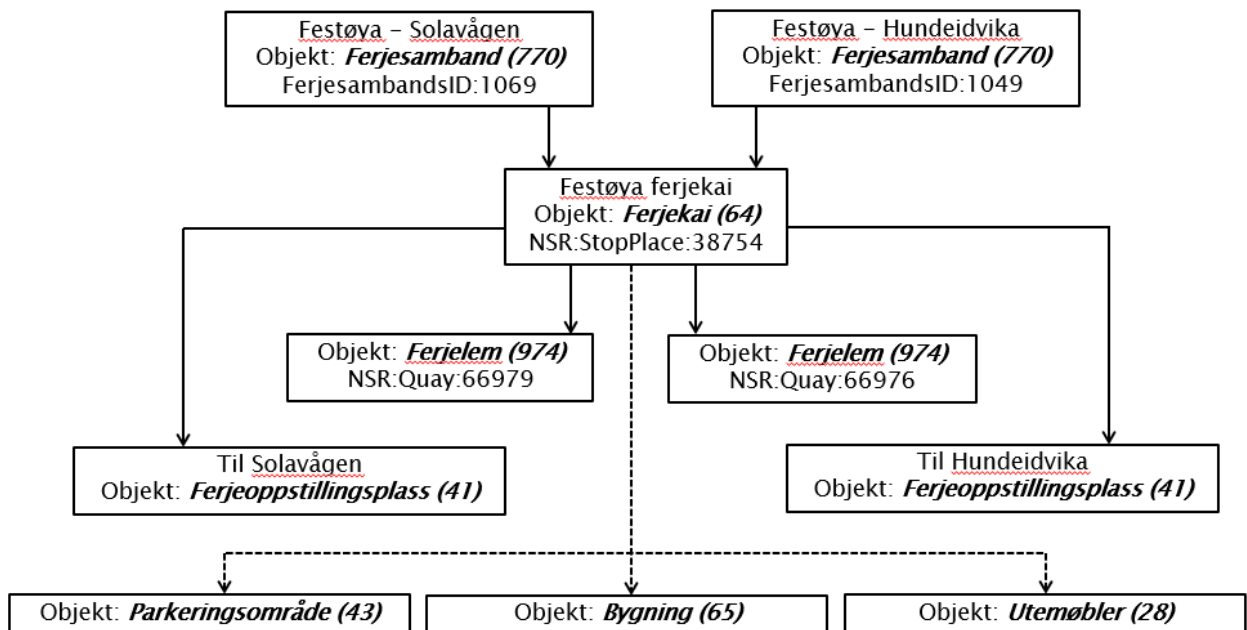 Festøya – Solavågen
Objekt: Ferjesamband (770)
FerjesambandsID:1069
Festøya – Hundeidvika
Objekt: Ferjesamband (770)
FerjesambandsID:1049
Festøya ferjekai
Objekt: Ferjekai (64)
NSR:StopPlace:38754
Objekt: Ferjelem (974)
NSR:Quay:66979
Objekt: Ferjelem (974)
NSR:Quay:66976
Til Solavågen
Objekt: Ferjeoppstillingsplass (41)
Til Hundeidvika
Objekt: Ferjeoppstillingsplass (41)
Objekt: Parkeringsområde (43)
Objekt: Bygning (65)
Objekt: Utemøbler (28)